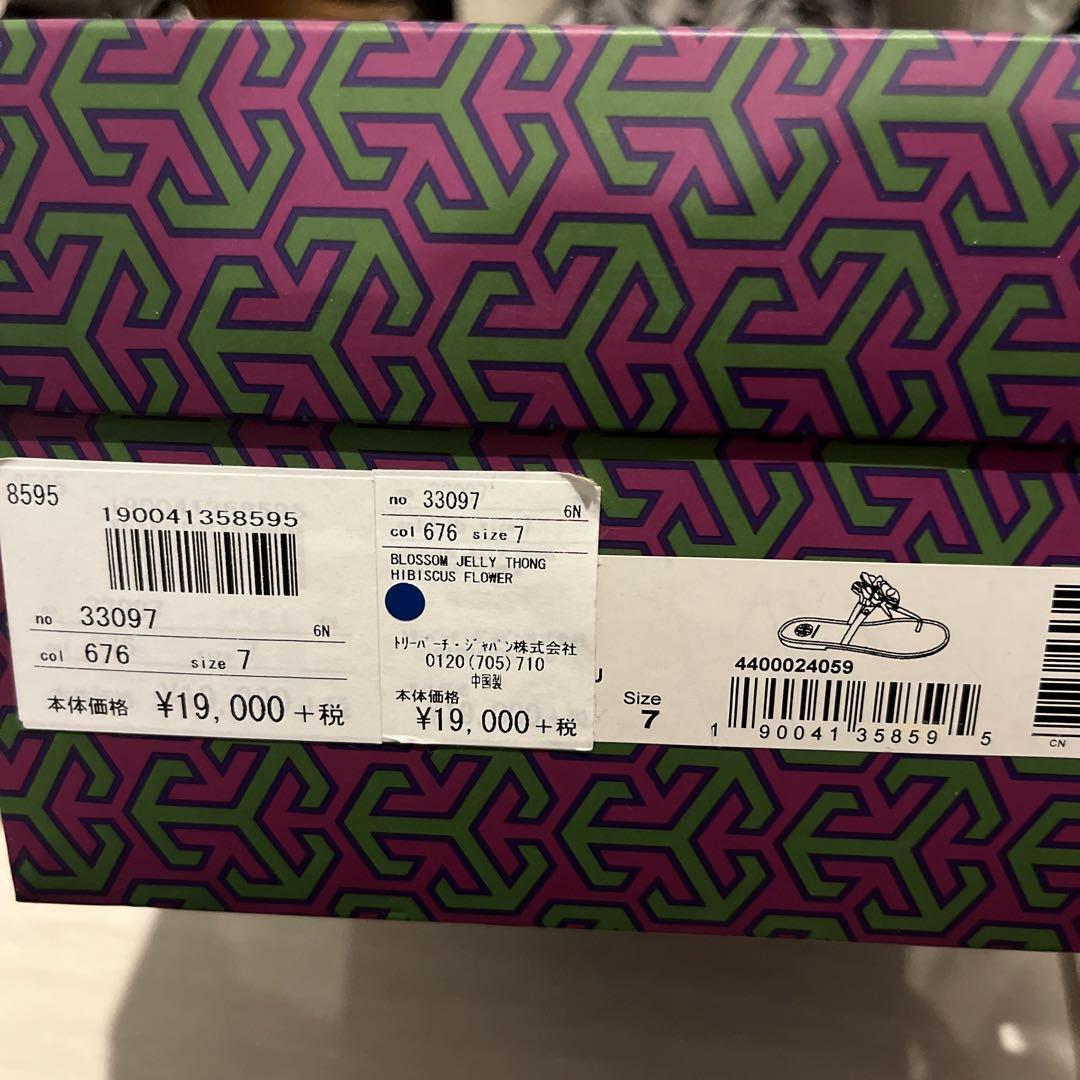 8595
190041358595
no 33097 6N
col 676 size 7
本体価格 ¥19,000+税
no 33097 6N
col 676 size 7
BLOSSOM JELLY THONG
HIBISCUS FLOWER
トリーバーチ・ジャパン株式会社
0120(705)710
中国製
本体価格
¥19,000+税
Size
7
4400024059
1 90041 35859 5
CN